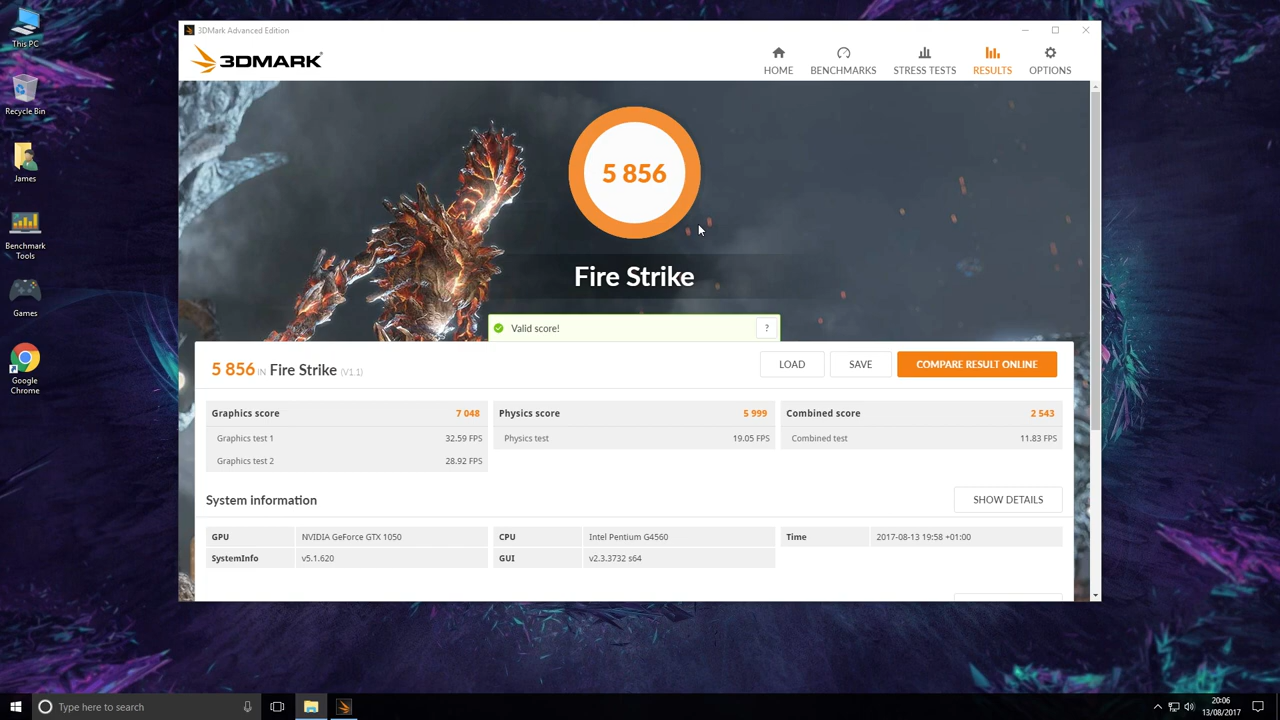 This PC
Recycle Bin
James
Benchmark
Tools
Games
Google
Chrome
3DMark Advanced Edition
3DMARK®
HOME
BENCHMARKS
STRESS TESTS
RESULTS
OPTIONS
5 856
Fire Strike
Valid score!
?
5 856 IN Fire Strike (V1.1)
LOAD
SAVE
COMPARE RESULT ONLINE
Graphics score 7 048
Graphics test 1 32.59 FPS
Graphics test 2 28.92 FPS
Physics score 5 999
Physics test 19.05 FPS
Combined score 2 543
Combined test 11.83 FPS
System information
SHOW DETAILS
GPU NVIDIA GeForce GTX 1050
CPU Intel Pentium G4560
Time 2017-08-13 19:58 +01:00
SystemInfo v5.1.620
GUI v2.3.3732 s64
Type here to search
20:06
13/08/2017